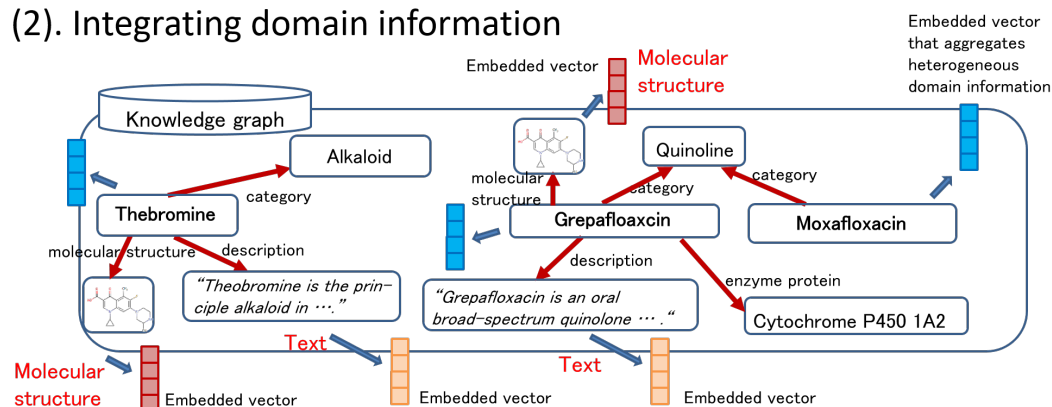 (2). Integrating domain information
Embedded vector
that aggregates
heterogeneous
domain information
Embedded vector
Molecular
structure
Knowledge graph
Alkaloid
Quinoline
category
molecular
structure
category
category
Thebromine
Grepafloaxcin
Moxafloxacin
molecular structure
description
description
enzyme protein
“Theobromine is the prin-
ciple alkaloid in ….”
“Grepafloxacin is an oral
broad-spectrum quinolone … .“
Cytochrome P450 1A2
Text
Text
Molecular
structure
Embedded vector
Embedded vector
Embedded vector